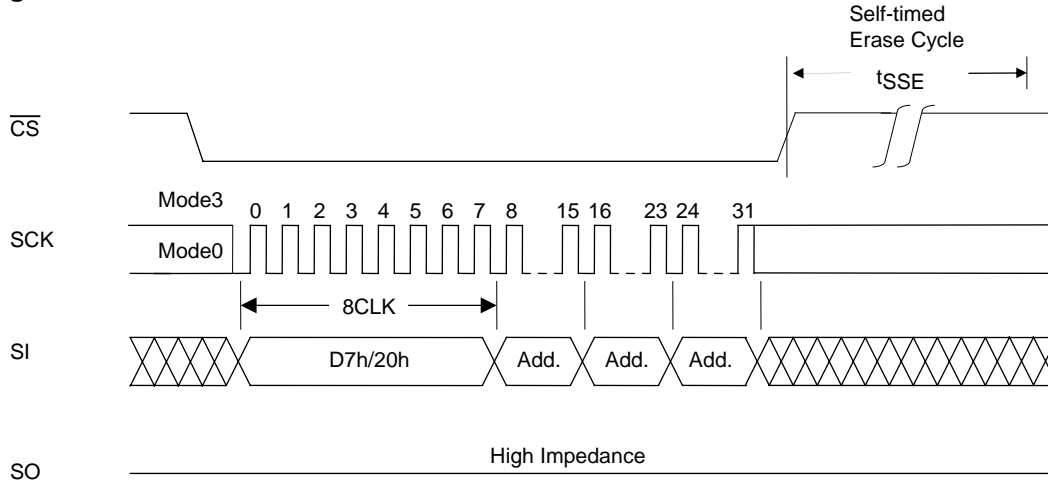 Self-timed
Erase Cycle
tSSE
CS
Mode3
0 1 2 3 4 5 6 7 8 15 16 23 24 31
SCK
Mode0
8CLK
SI
D7h/20h Add. Add. Add.
High Impedance
SO